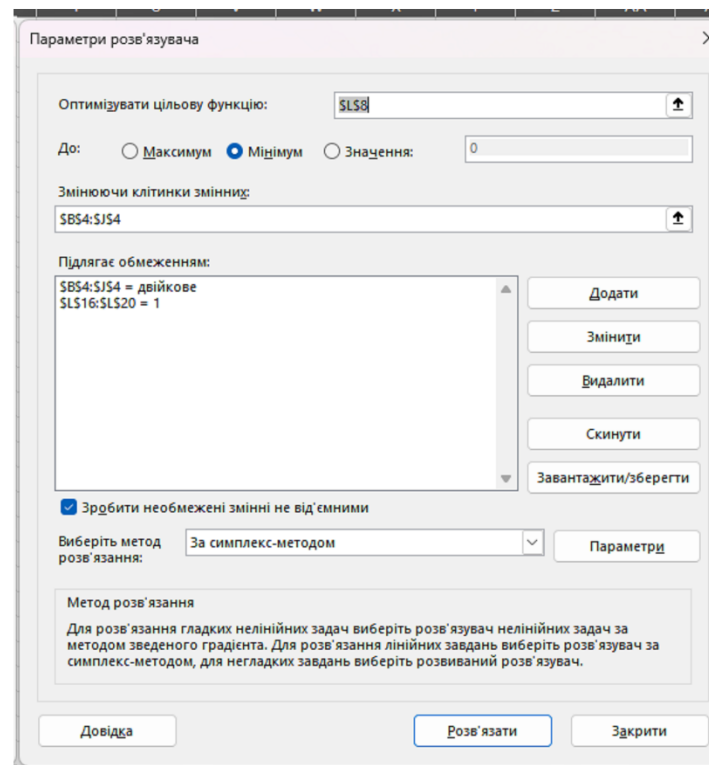 Параметри розв'язувача
Оптимізувати цільову функцію:
$L$8
До:
Максимум
Мінімум
Значення:
0
Змінюючи клітинки змінних:
$B$4:$J$4
Підлягає обмеженням:
$B$4:$J$4 = двійкове
$L$16:$L$20 = 1
Додати
Змінити
Видалити
Скинути
Завантажити/зберегти
Зробити необмежені змінні не від'ємними
Виберіть метод
розв'язання:
За симплекс-методом
Параметри
Метод розв'язання
Для розв'язання гладких нелінійних задач виберіть розв'язувач нелінійних задач за
методом зведеного градієнта. Для розв'язання лінійних завдань виберіть розв'язувач за
симплекс-методом, для негладких завдань виберіть розвиваний розв'язувач.
Довідка
Розв'язати
Закрити